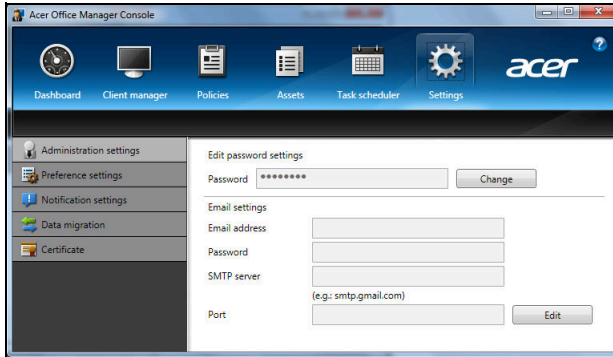 Acer Office Manager Console
Dashboard Client manager Policies Assets Task scheduler Settings acer ?
Administration settings
Preference settings
Notification settings
Data migration
Certificate
Edit password settings
Password ******** Change
Email settings
Email address
Password
SMTP server
(e.g.: smtp.gmail.com)
Port Edit